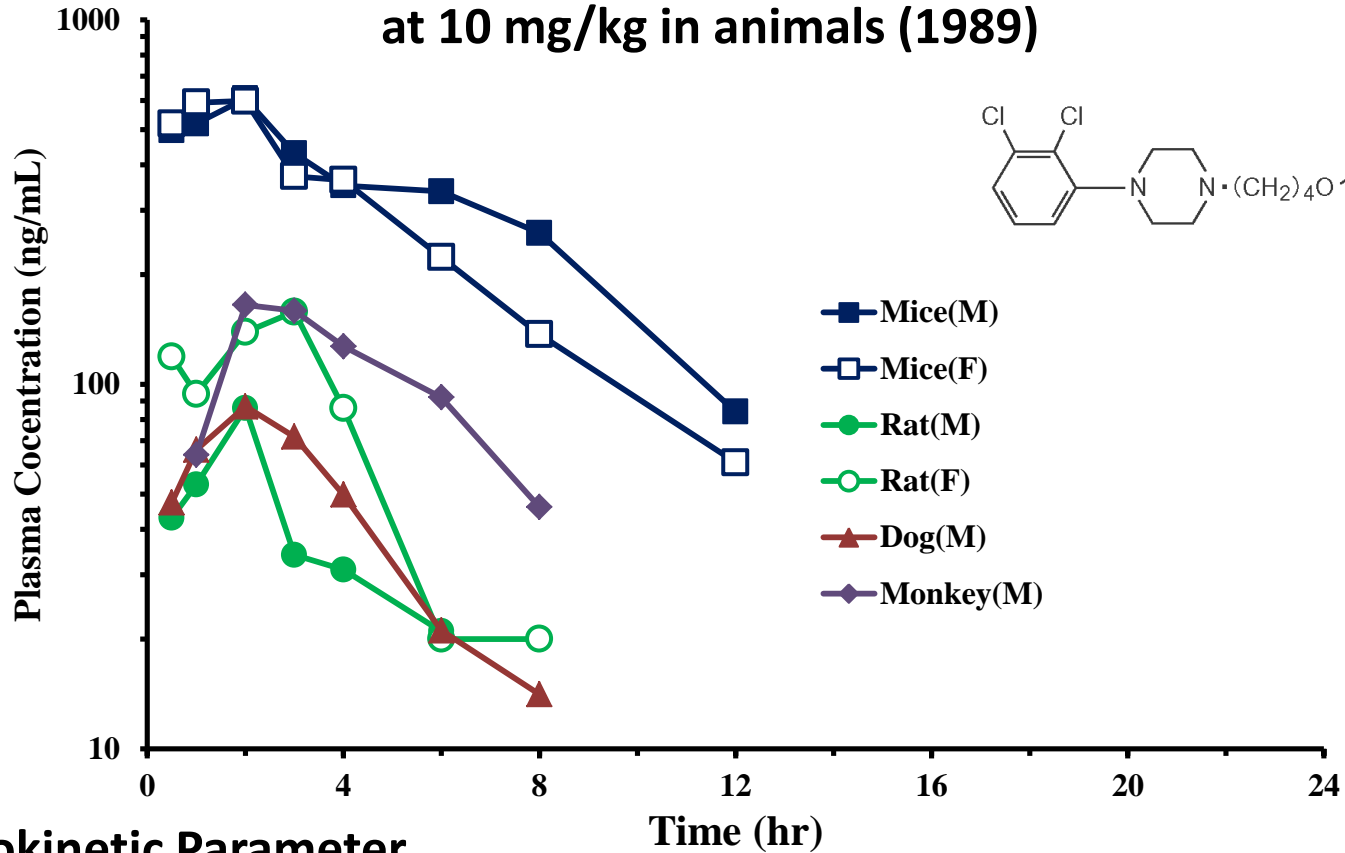 at 10 mg/kg in animals (1989)
1000
100
10
Plasma Cocentration (ng/mL)
Cl Cl
N N·(CH₂)₄O
Mice(M)
Mice(F)
Rat(M)
Rat(F)
Dog(M)
Monkey(M)
0 4 8 12 16 20 24
Time (hr)
okinetic Parameter